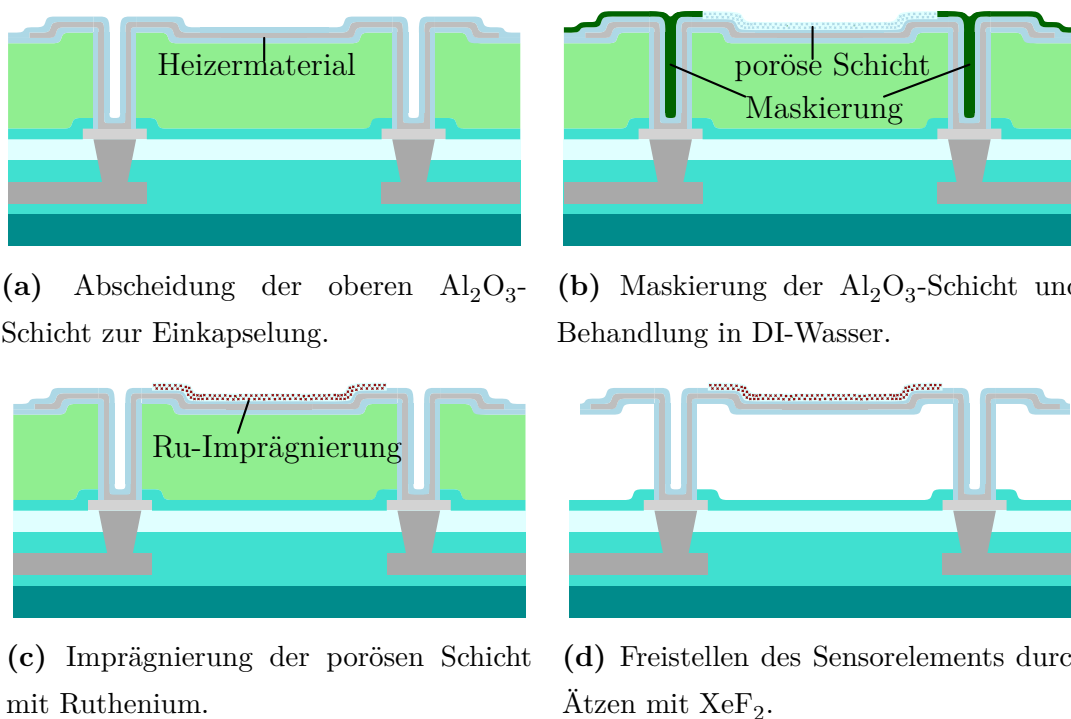 Heizermaterial
poröse Schicht
Maskierung
(a) Abscheidung der oberen Al₂O₃-
Schicht zur Einkapselung.
(b) Maskierung der Al₂O₃-Schicht und
Behandlung in DI-Wasser.
Ru-Imprägnierung
(c) Imprägnierung der porösen Schicht
mit Ruthenium.
(d) Freistellen des Sensorelements durc
Ätzen mit XeF₂.